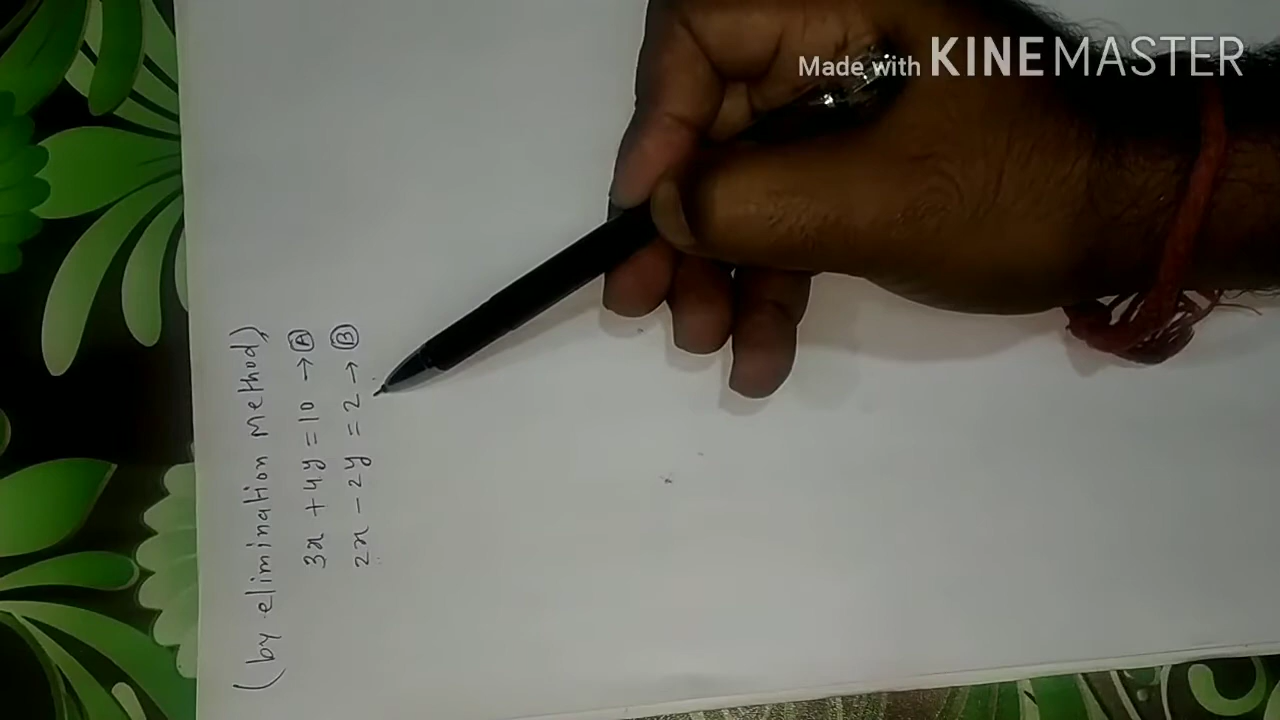 Made with KINEMASTER
(by elimination method)
3x + 4y = 10 → Ⓐ
2x - 2y = 2 → Ⓑ